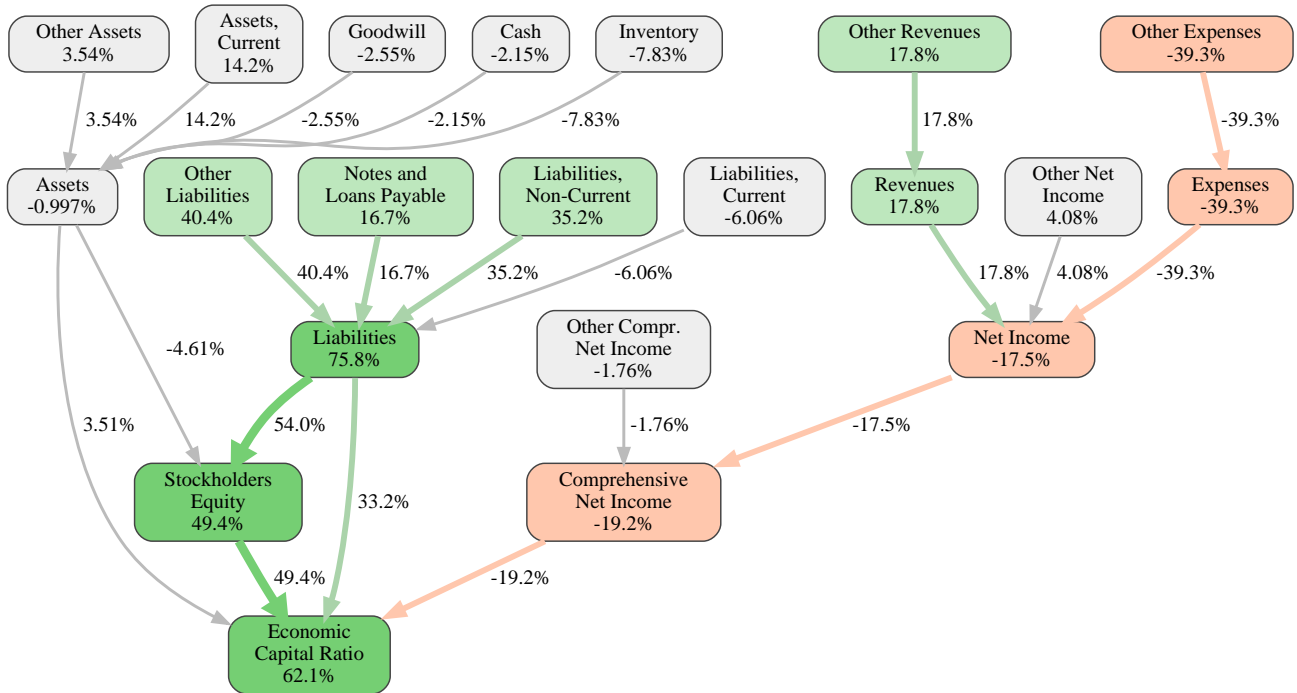 Other Assets
3.54%
Assets,
Current
14.2%
Goodwill
-2.55%
Cash
-2.15%
Inventory
-7.83%
Other Revenues
17.8%
Other Expenses
-39.3%
3.54%
14.2%
-2.55%
-2.15%
-7.83%
17.8%
-39.3%
Assets
-0.997%
Other
Liabilities
40.4%
Notes and
Loans Payable
16.7%
Liabilities,
Non-Current
35.2%
Liabilities,
Current
-6.06%
Revenues
17.8%
Other Net
Income
4.08%
Expenses
-39.3%
40.4%
16.7%
35.2%
-6.06%
17.8%
4.08%
-39.3%
Liabilities
75.8%
Other Compr.
Net Income
-1.76%
Net Income
-17.5%
-4.61%
3.51%
54.0%
-1.76%
-17.5%
Stockholders
Equity
49.4%
33.2%
Comprehensive
Net Income
-19.2%
49.4%
-19.2%
Economic
Capital Ratio
62.1%